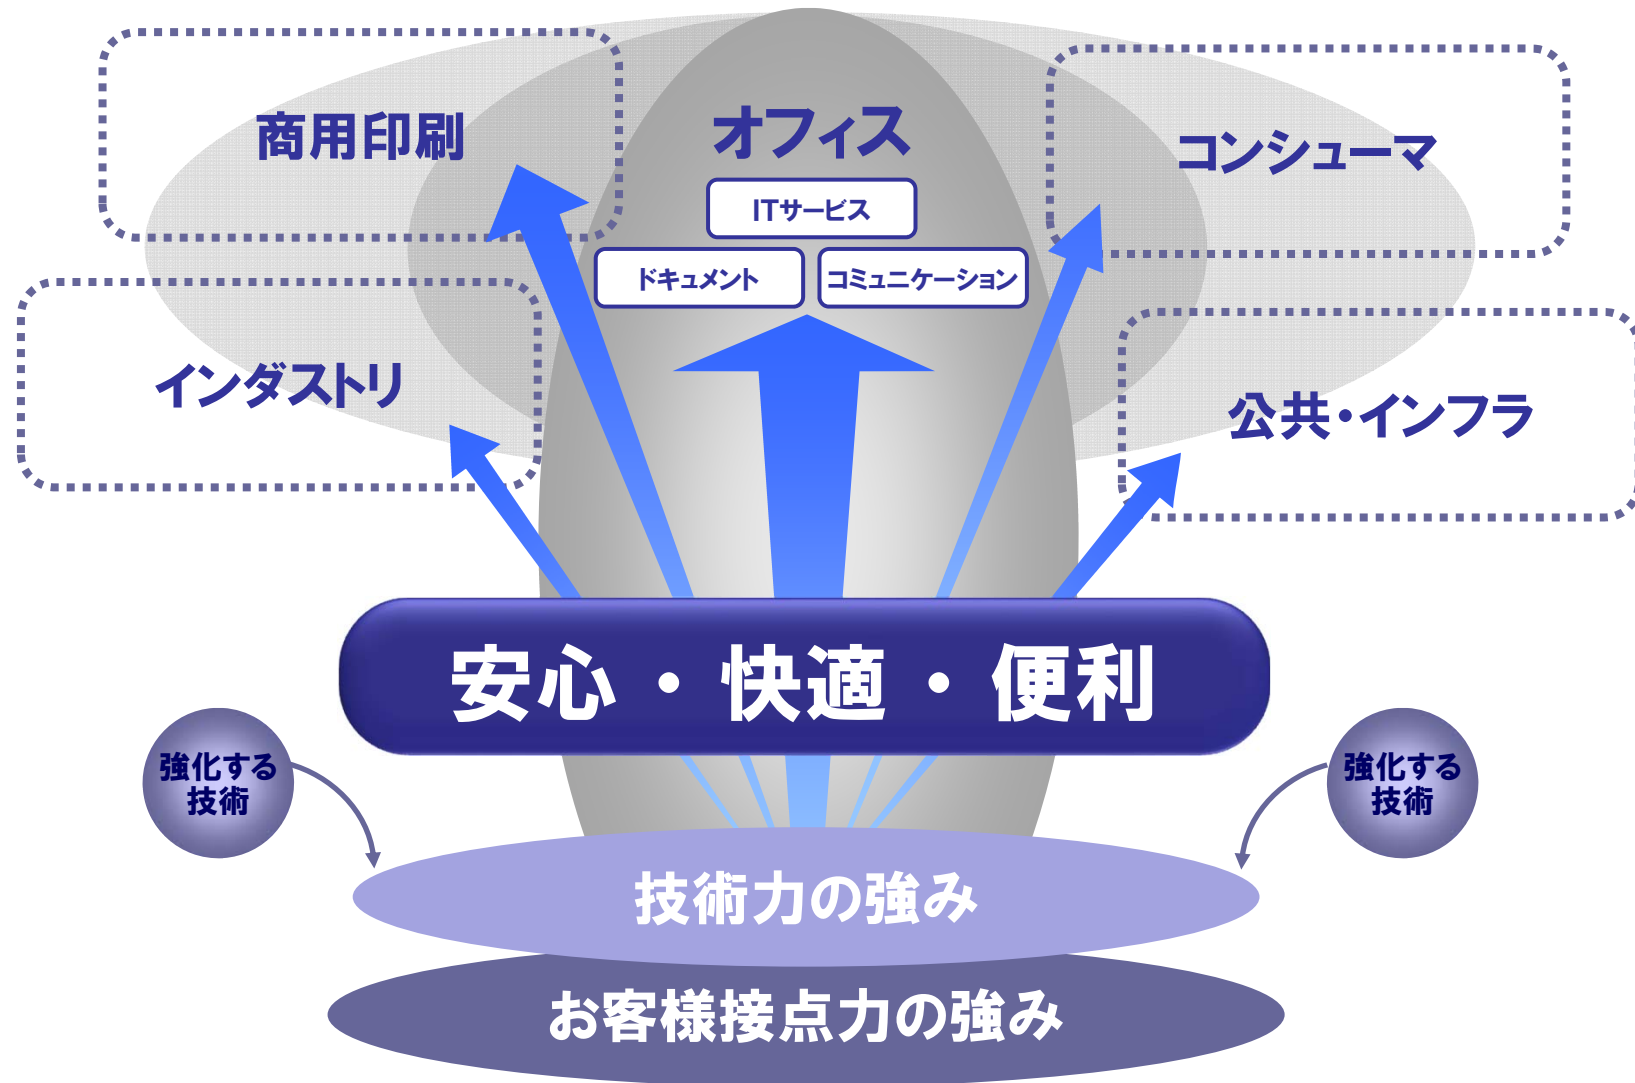 商用印刷
オフィス
コンシューマ
ITサービス
ドキュメント
コミュニケーション
インダストリ
公共・インフラ
安心・快適・便利
強化する
技術
強化する
技術
技術力の強み
お客様接点力の強み